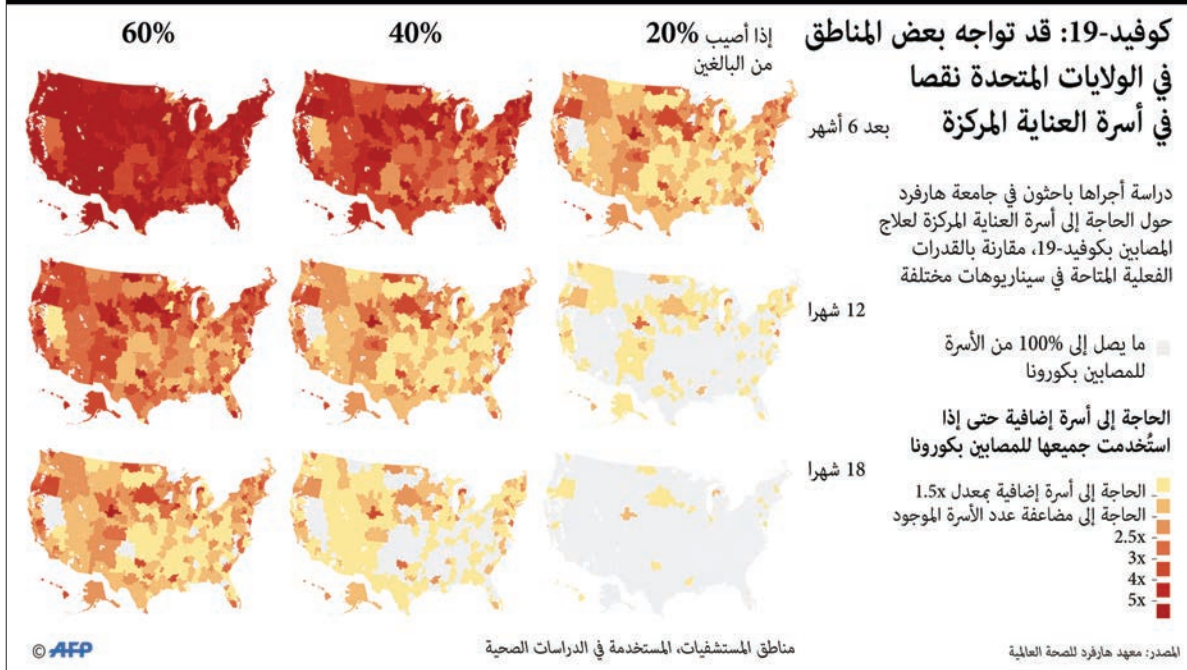 كوفيد-19: قد تواجه بعض المناطق
في الولايات المتحدة نقصا
في أسرة العناية المركزة
دراسة أجراها باحثون في جامعة هارفرد
حول الحاجة إلى أسرة العناية المركزة لعلاج
المصابين بكوفيد-19، مقارنة بالقدرات
الفعلية المتاحة في سيناريوهات مختلفة
ما يصل إلى 100% من الأسرة
للمصابين بكورونا
الحاجة إلى أسرة إضافية حتى إذا
استُخدمت جميعها للمصابين بكورونا
الحاجة إلى أسرة إضافية بمعدل 1.5x
الحاجة إلى مضاعفة عدد الأسرة الموجود
2.5x
3x
4x
5x
إذا أصيب 20%
من البالغين
40%
60%
بعد 6 أشهر
12 شهرا
18 شهرا
المصدر: معهد هارفرد للصحة العالمية
مناطق المستشفيات، المستخدمة في الدراسات الصحية
© AFP